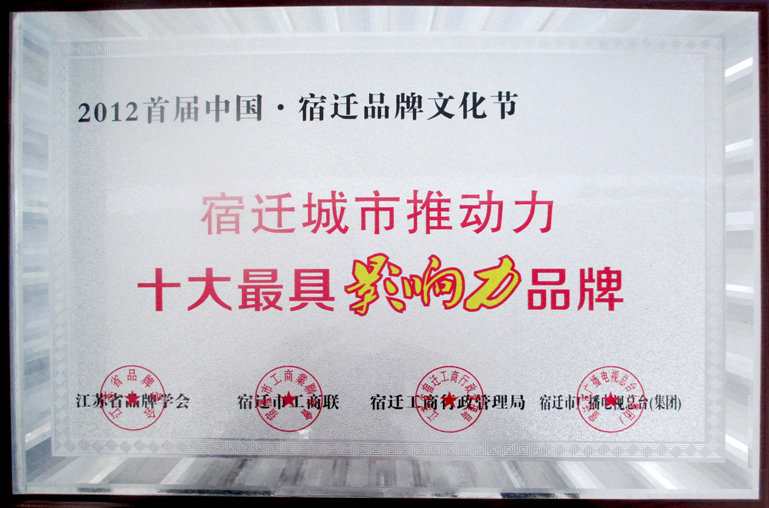 2012首届中国·宿迁品牌文化节
宿迁城市推动力
十大最具影响力品牌
江苏省品牌学会 宿迁市工商联 宿迁工商行政管理局 宿迁市广播电视总台(集团)